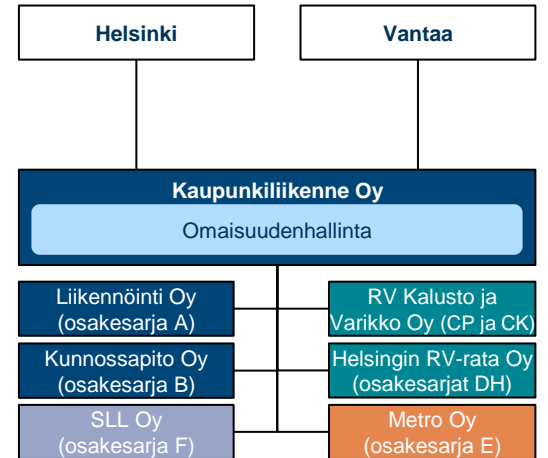 Helsinki
Vantaa
Kaupunkiliikenne Oy
Omaisuudenhallinta
Liikennöinti Oy
(osakesarja A)
RV Kalusto ja
Varikko Oy (CP ja CK)
Kunnossapito Oy
(osakesarja B)
Helsingin RV-rata Oy
(osakesarjat DH)
SLL Oy
(osakesarja F)
Metro Oy
(osakesarja E)